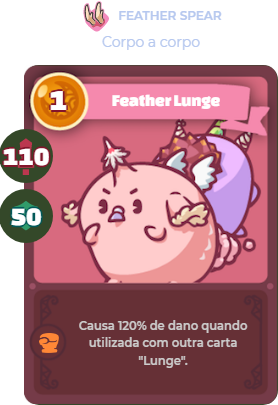 FEATHER SPEAR
Corpo a corpo
1
Feather Lunge
110
50
Causa 120% de dano quando
utilizada com outra carta
"Lunge".